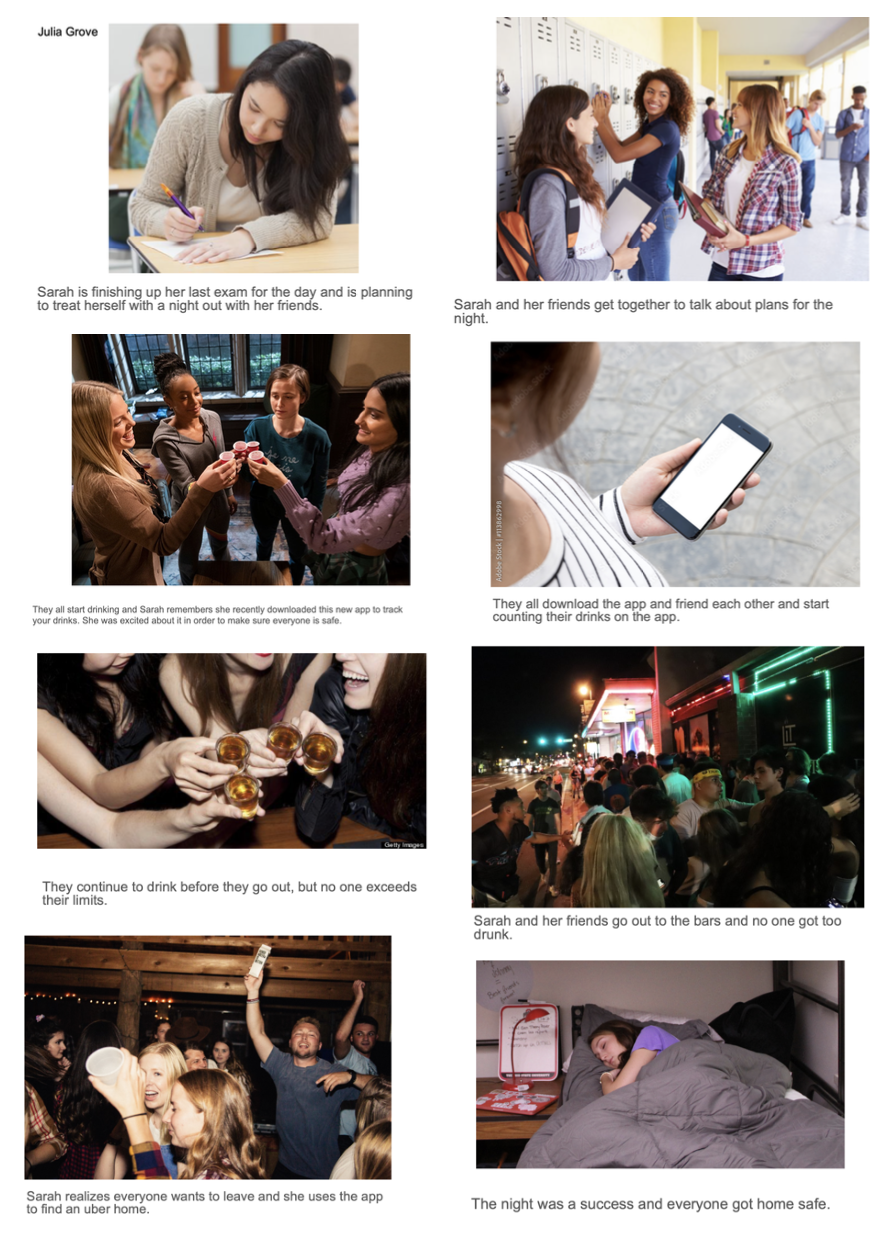 Julia Grove
Sarah is finishing up her last exam for the day and is planning
to treat herself with a night out with her friends.
Sarah and her friends get together to talk about plans for the
night.
They all start drinking and Sarah remembers she recently downloaded this new app to track
your drinks. She was excited about it in order to make sure everyone is safe.
Adobe Stock | #113862998
They all download the app and friend each other and start
counting their drinks on the app.
Getty Images
They continue to drink before they go out, but no one exceeds
their limits.
Sarah and her friends go out to the bars and no one got too
drunk.
Sarah realizes everyone wants to leave and she uses the app
to find an uber home.
The night was a success and everyone got home safe.